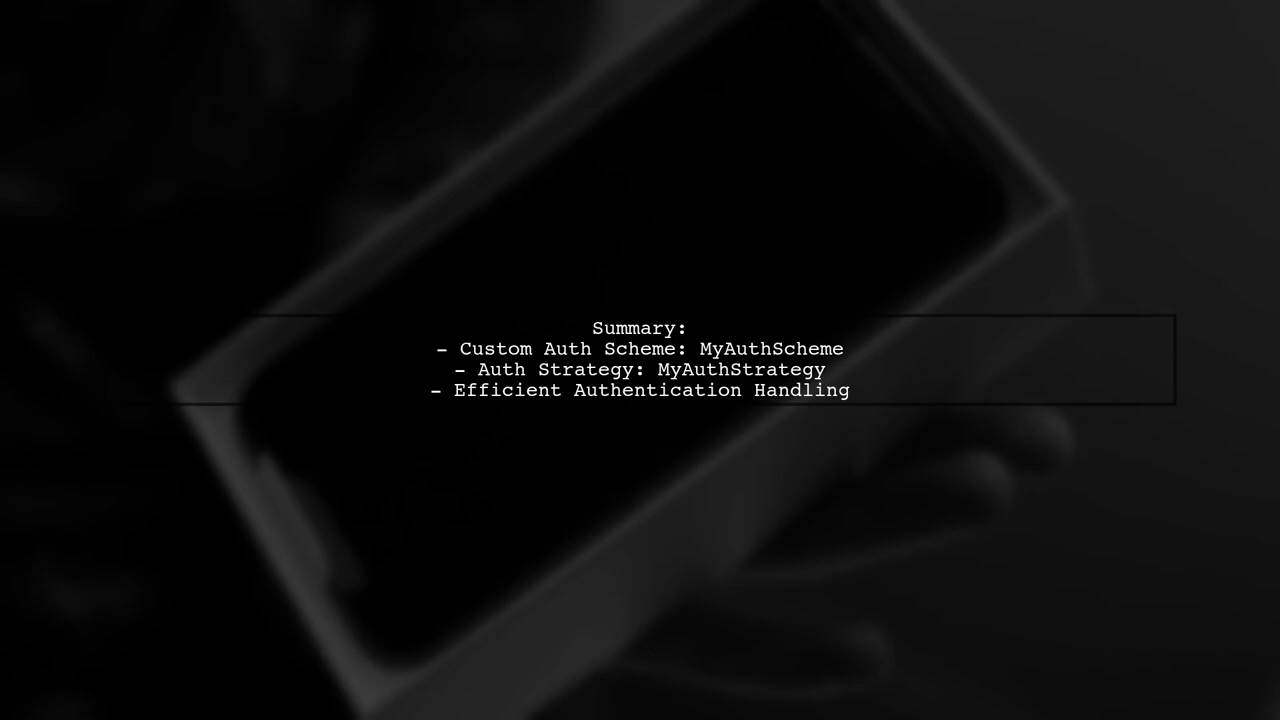 Summary:
- Custom Auth Scheme: MyAuthScheme
- Auth Strategy: MyAuthStrategy
- Efficient Authentication Handling